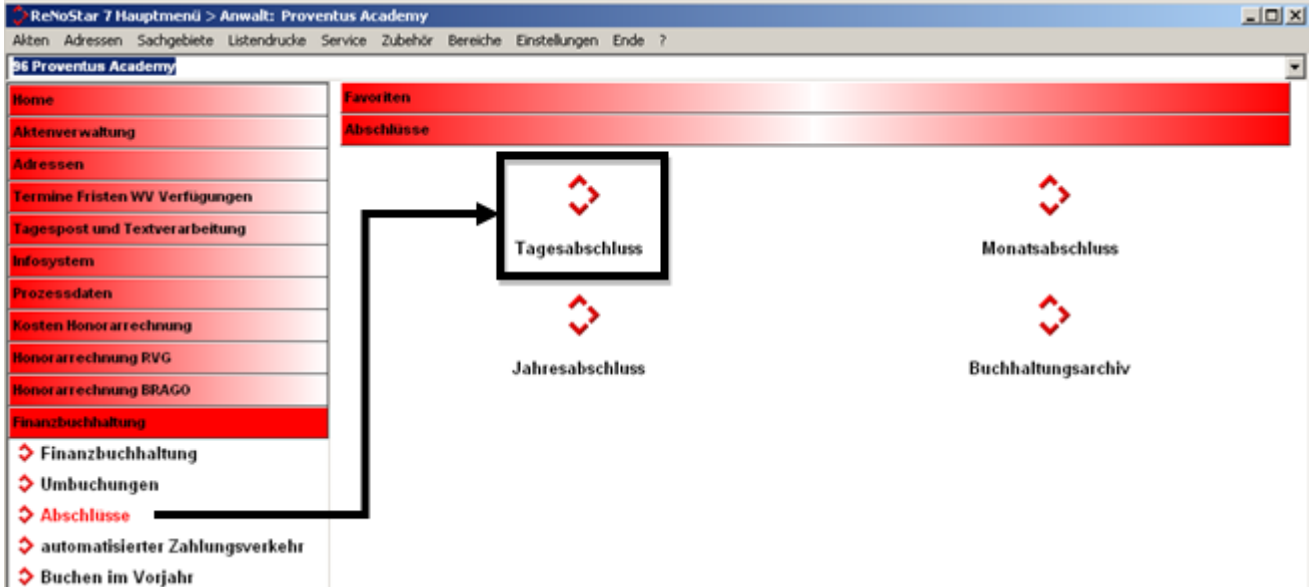 ReNoStar 7 Hauptmenü > Anwalt: Proventus Academy
Akten Adressen Sachgebiete Listendrucke Service Zubehör Bereiche Einstellungen Ende ?
96 Proventus Academy
Home
Aktenverwaltung
Adressen
Termine Fristen WV Verfügungen
Tagespost und Textverarbeitung
Infosystem
Prozessdaten
Kosten Honorarrechnung
Honorarrechnung RVG
Honorarrechnung BRAGO
Finanzbuchhaltung
Finanzbuchhaltung
Umbuchungen
Abschlüsse
automatisierter Zahlungsverkehr
Buchen im Vorjahr
Favoriten
Abschlüsse
Tagesabschluss
Monatsabschluss
Jahresabschluss
Buchhaltungsarchiv